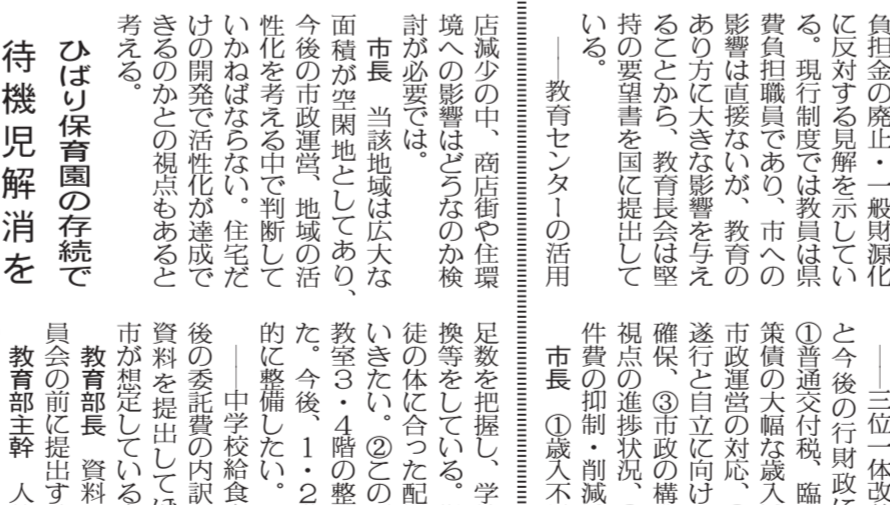 負担金の廃止・一般財源化
に反対する見解を示してい
る。現行制度では教員は県
費負担職員であり、市への
影響は直接ないが、教育の
あり方に大きな影響を与え
ることから、教育長会は堅
持の要望書を国に提出して
いる。
――教育センターの活用
――三位一体改
と今後の行財政に
①普通交付税、臨
策債の大幅な歳入
市政運営の対応、
遂行と自立に向け
確保、③市政の構
視点の進捗状況、
件費の抑制・削減
市長　①歳入不
店減少の中、商店街や住環
境への影響はどうなのか検
討が必要では。
市長　当該地域は広大な
面積が空閑地としてあり、
今後の市政運営、地域の活
性化を考える中で判断して
いかねばならない。住宅だ
けの開発で活性化が達成で
きるのかとの視点もあると
考える。
ひばり保育園の存続で
待機児解消を
足数を把握し、学
換等をしている。
徒の体に合った配
いきたい。②この
教室３・４階の整
た。今後、１・２
的に整備したい。
――中学校給食
後の委託費の内訳
資料を提出して
市が想定している
教育部長　資料
員会の前に提出す
教育部主幹　人